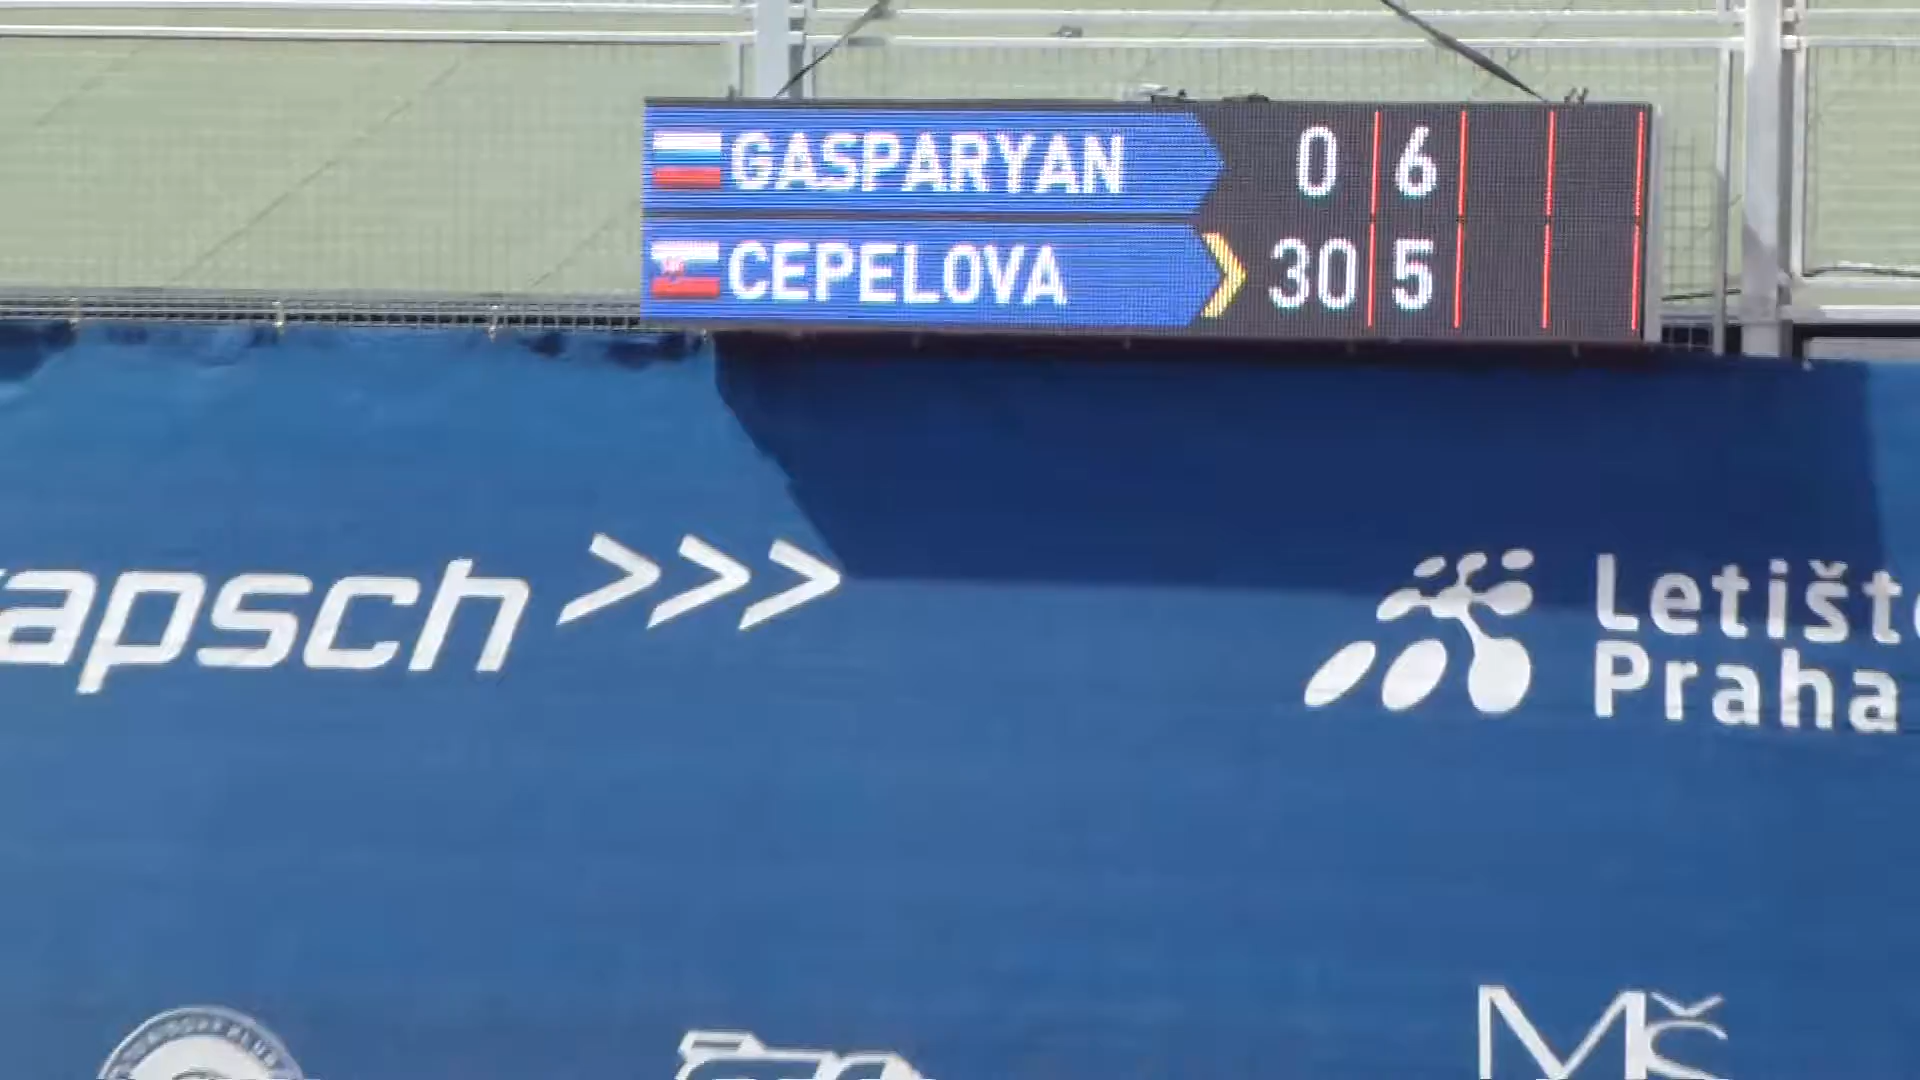 GASPARYAN 0 6
CEPELOVA 30 5
apsch
Letiště
Praha
MŠ